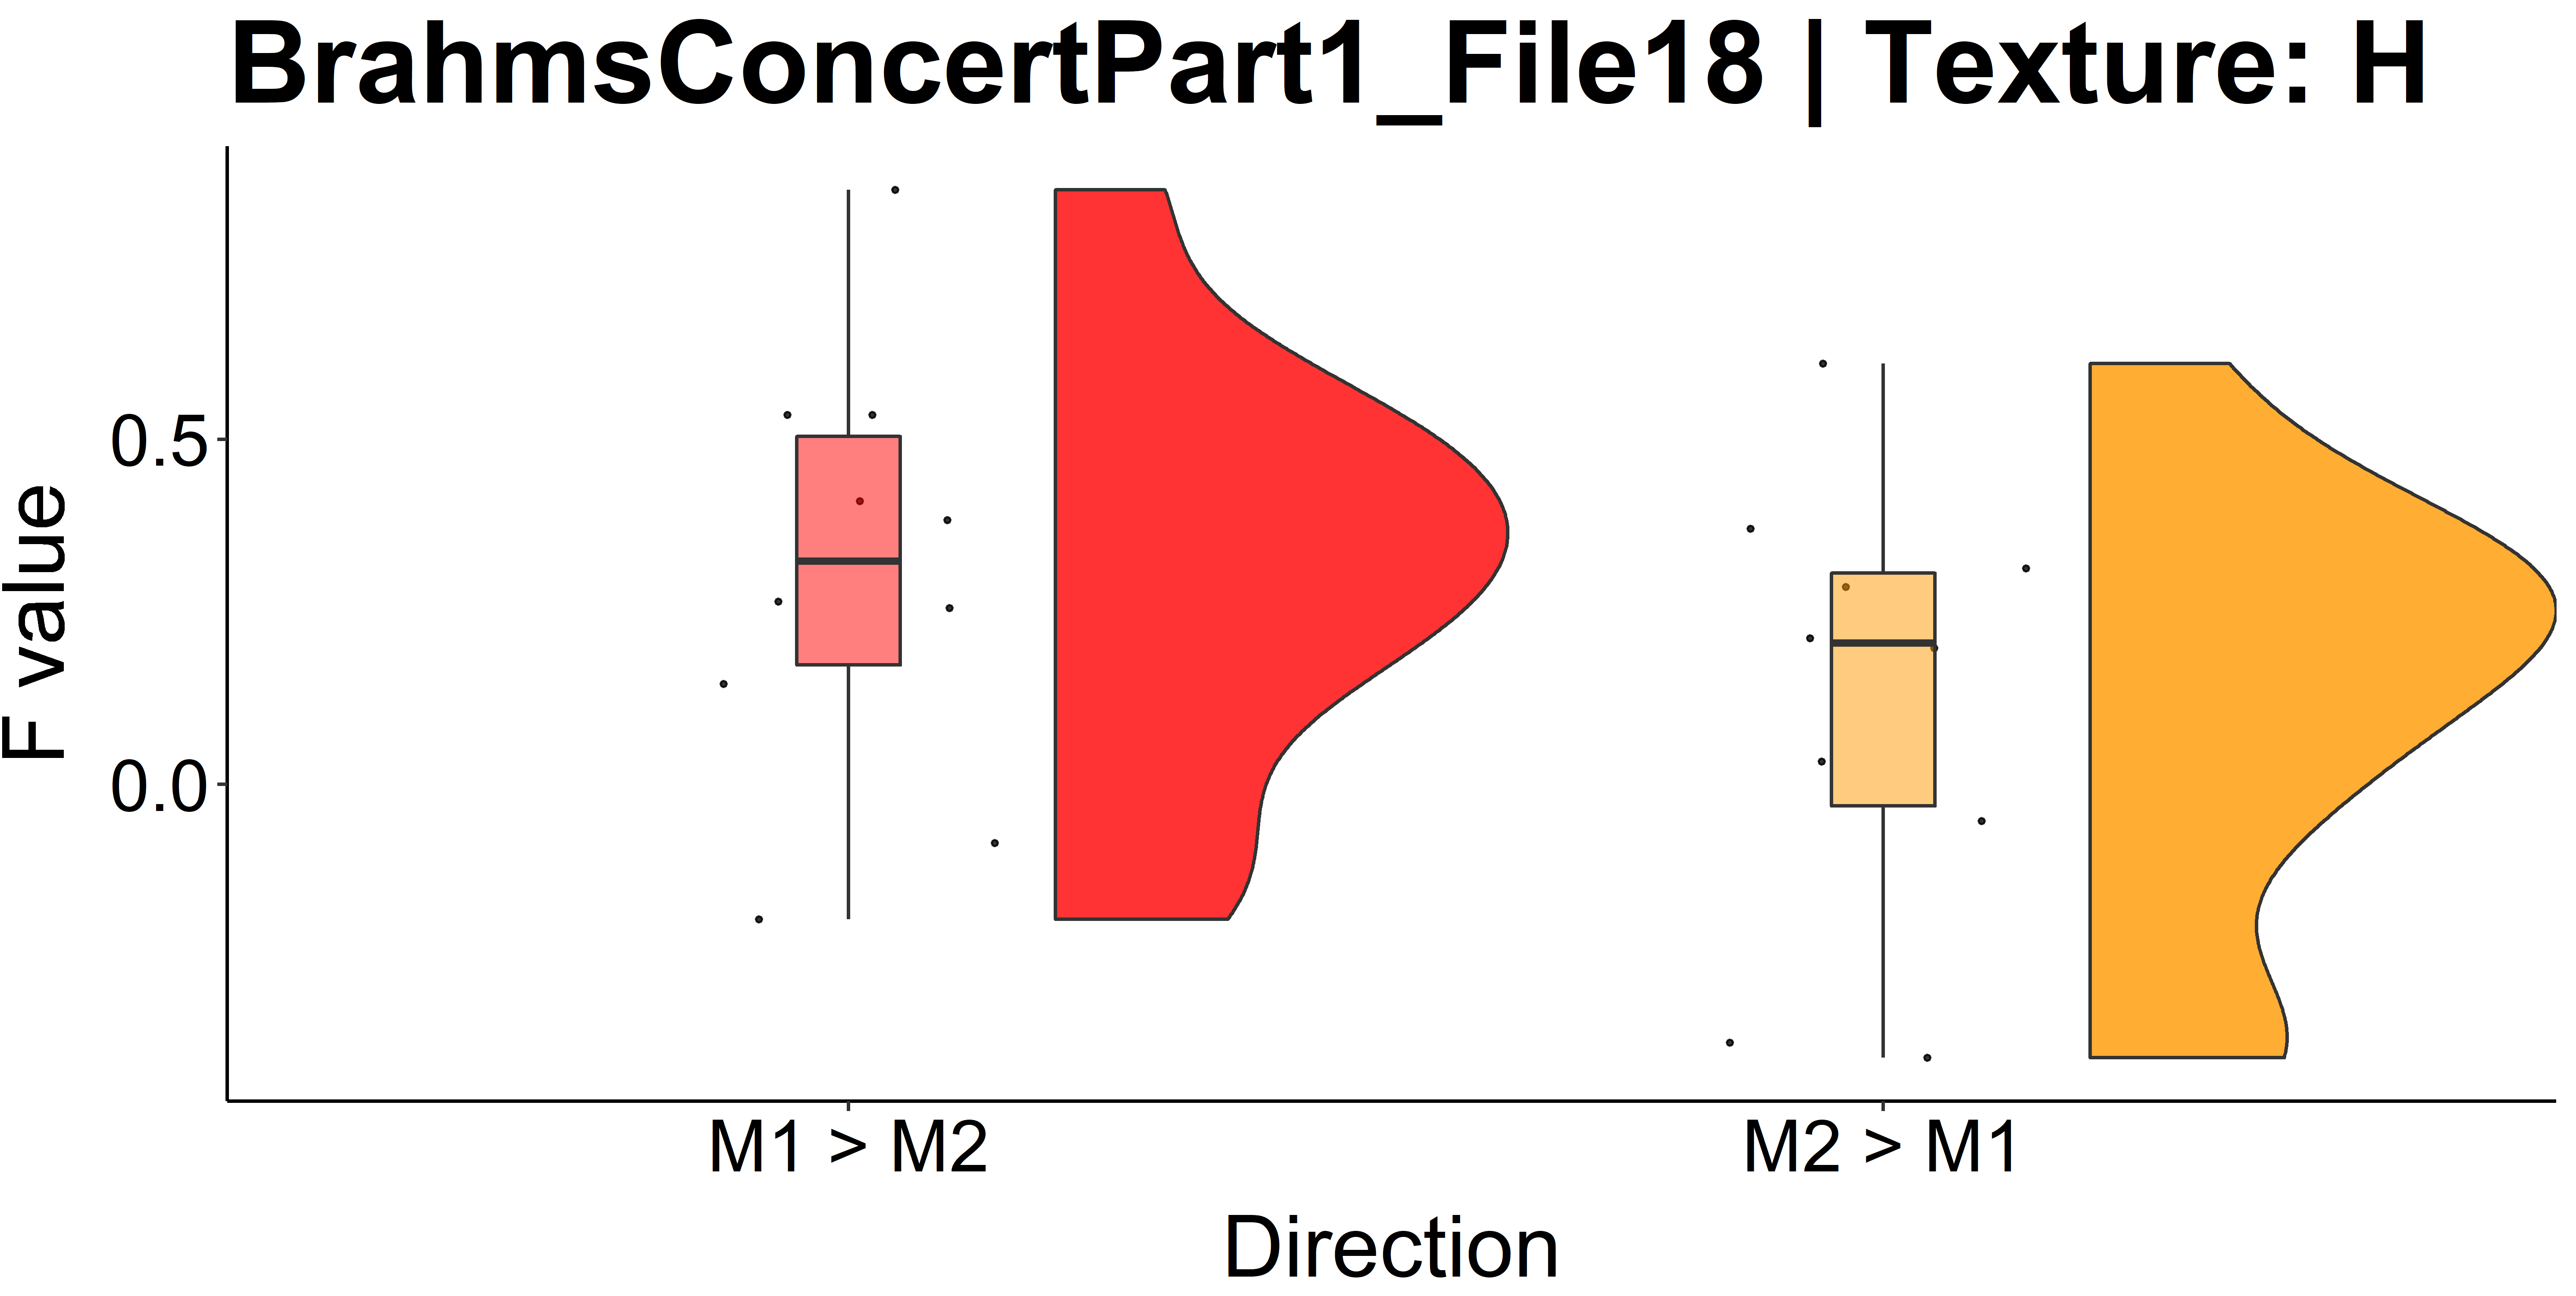 BrahmsConcertPart1_File18 | Texture: H
F value
0.5
0.0
M1 > M2
M2 > M1
Direction